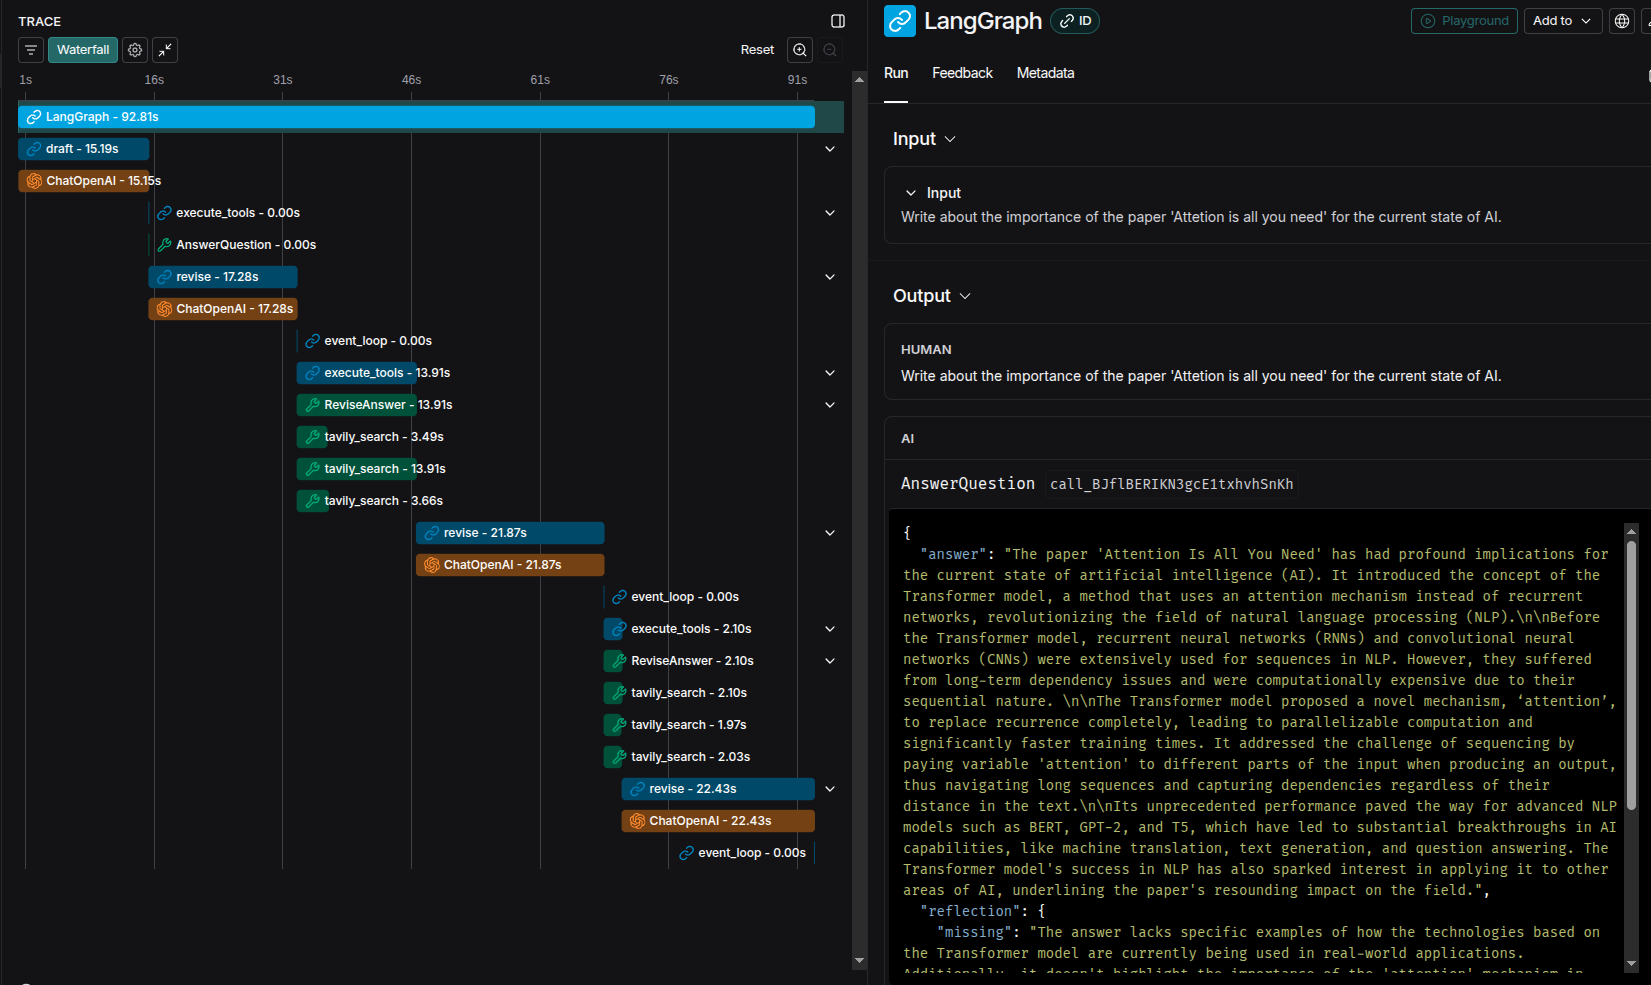 TRACE
Waterfall
Reset
1s 16s 31s 46s 61s 76s 91s
LangGraph - 92.81s
draft - 15.19s
ChatOpenAI - 15.15s
execute_tools - 0.00s
AnswerQuestion - 0.00s
revise - 17.28s
ChatOpenAI - 17.28s
event_loop - 0.00s
execute_tools - 13.91s
ReviseAnswer - 13.91s
tavily_search - 3.49s
tavily_search - 13.91s
tavily_search - 3.66s
revise - 21.87s
ChatOpenAI - 21.87s
event_loop - 0.00s
execute_tools - 2.10s
ReviseAnswer - 2.10s
tavily_search - 2.10s
tavily_search - 1.97s
tavily_search - 2.03s
revise - 22.43s
ChatOpenAI - 22.43s
event_loop - 0.00s
LangGraph ID
Playground Add to
Run Feedback Metadata
Input
Input
Write about the importance of the paper 'Attetion is all you need' for the current state of AI.
Output
HUMAN
Write about the importance of the paper 'Attetion is all you need' for the current state of AI.
AI
AnswerQuestion call_BJflBERIKN3gcE1txhvhSnKh
{
"answer": "The paper 'Attention Is All You Need' has had profound implications for
the current state of artificial intelligence (AI). It introduced the concept of the
Transformer model, a method that uses an attention mechanism instead of recurrent
networks, revolutionizing the field of natural language processing (NLP).\n\nBefore
the Transformer model, recurrent neural networks (RNNs) and convolutional neural
networks (CNNs) were extensively used for sequences in NLP. However, they suffered
from long-term dependency issues and were computationally expensive due to their
sequential nature. \n\nThe Transformer model proposed a novel mechanism, ‘attention’,
to replace recurrence completely, leading to parallelizable computation and
significantly faster training times. It addressed the challenge of sequencing by
paying variable 'attention' to different parts of the input when producing an output,
thus navigating long sequences and capturing dependencies regardless of their
distance in the text.\n\nIts unprecedented performance paved the way for advanced NLP
models such as BERT, GPT-2, and T5, which have led to substantial breakthroughs in AI
capabilities, like machine translation, text generation, and question answering. The
Transformer model's success in NLP has also sparked interest in applying it to other
areas of AI, underlining the paper's resounding impact on the field.",
"reflection": {
"missing": "The answer lacks specific examples of how the technologies based on
the Transformer model are currently being used in real-world applications.
Additionally, it doesn't highlight the importance of the 'attention' mechanism in